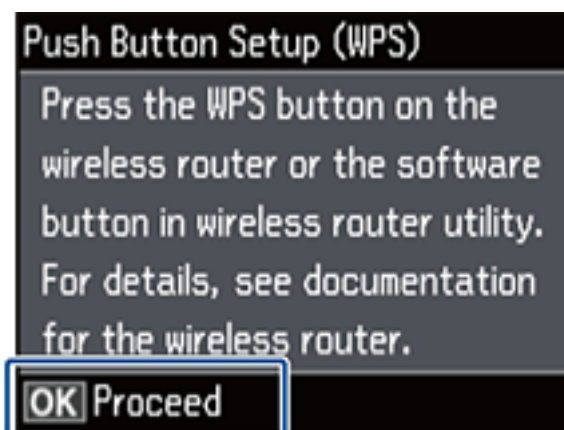 Push Button Setup (WPS)
Press the WPS button on the
wireless router or the software
button in wireless router utility.
For details, see documentation
for the wireless router.
OK Proceed